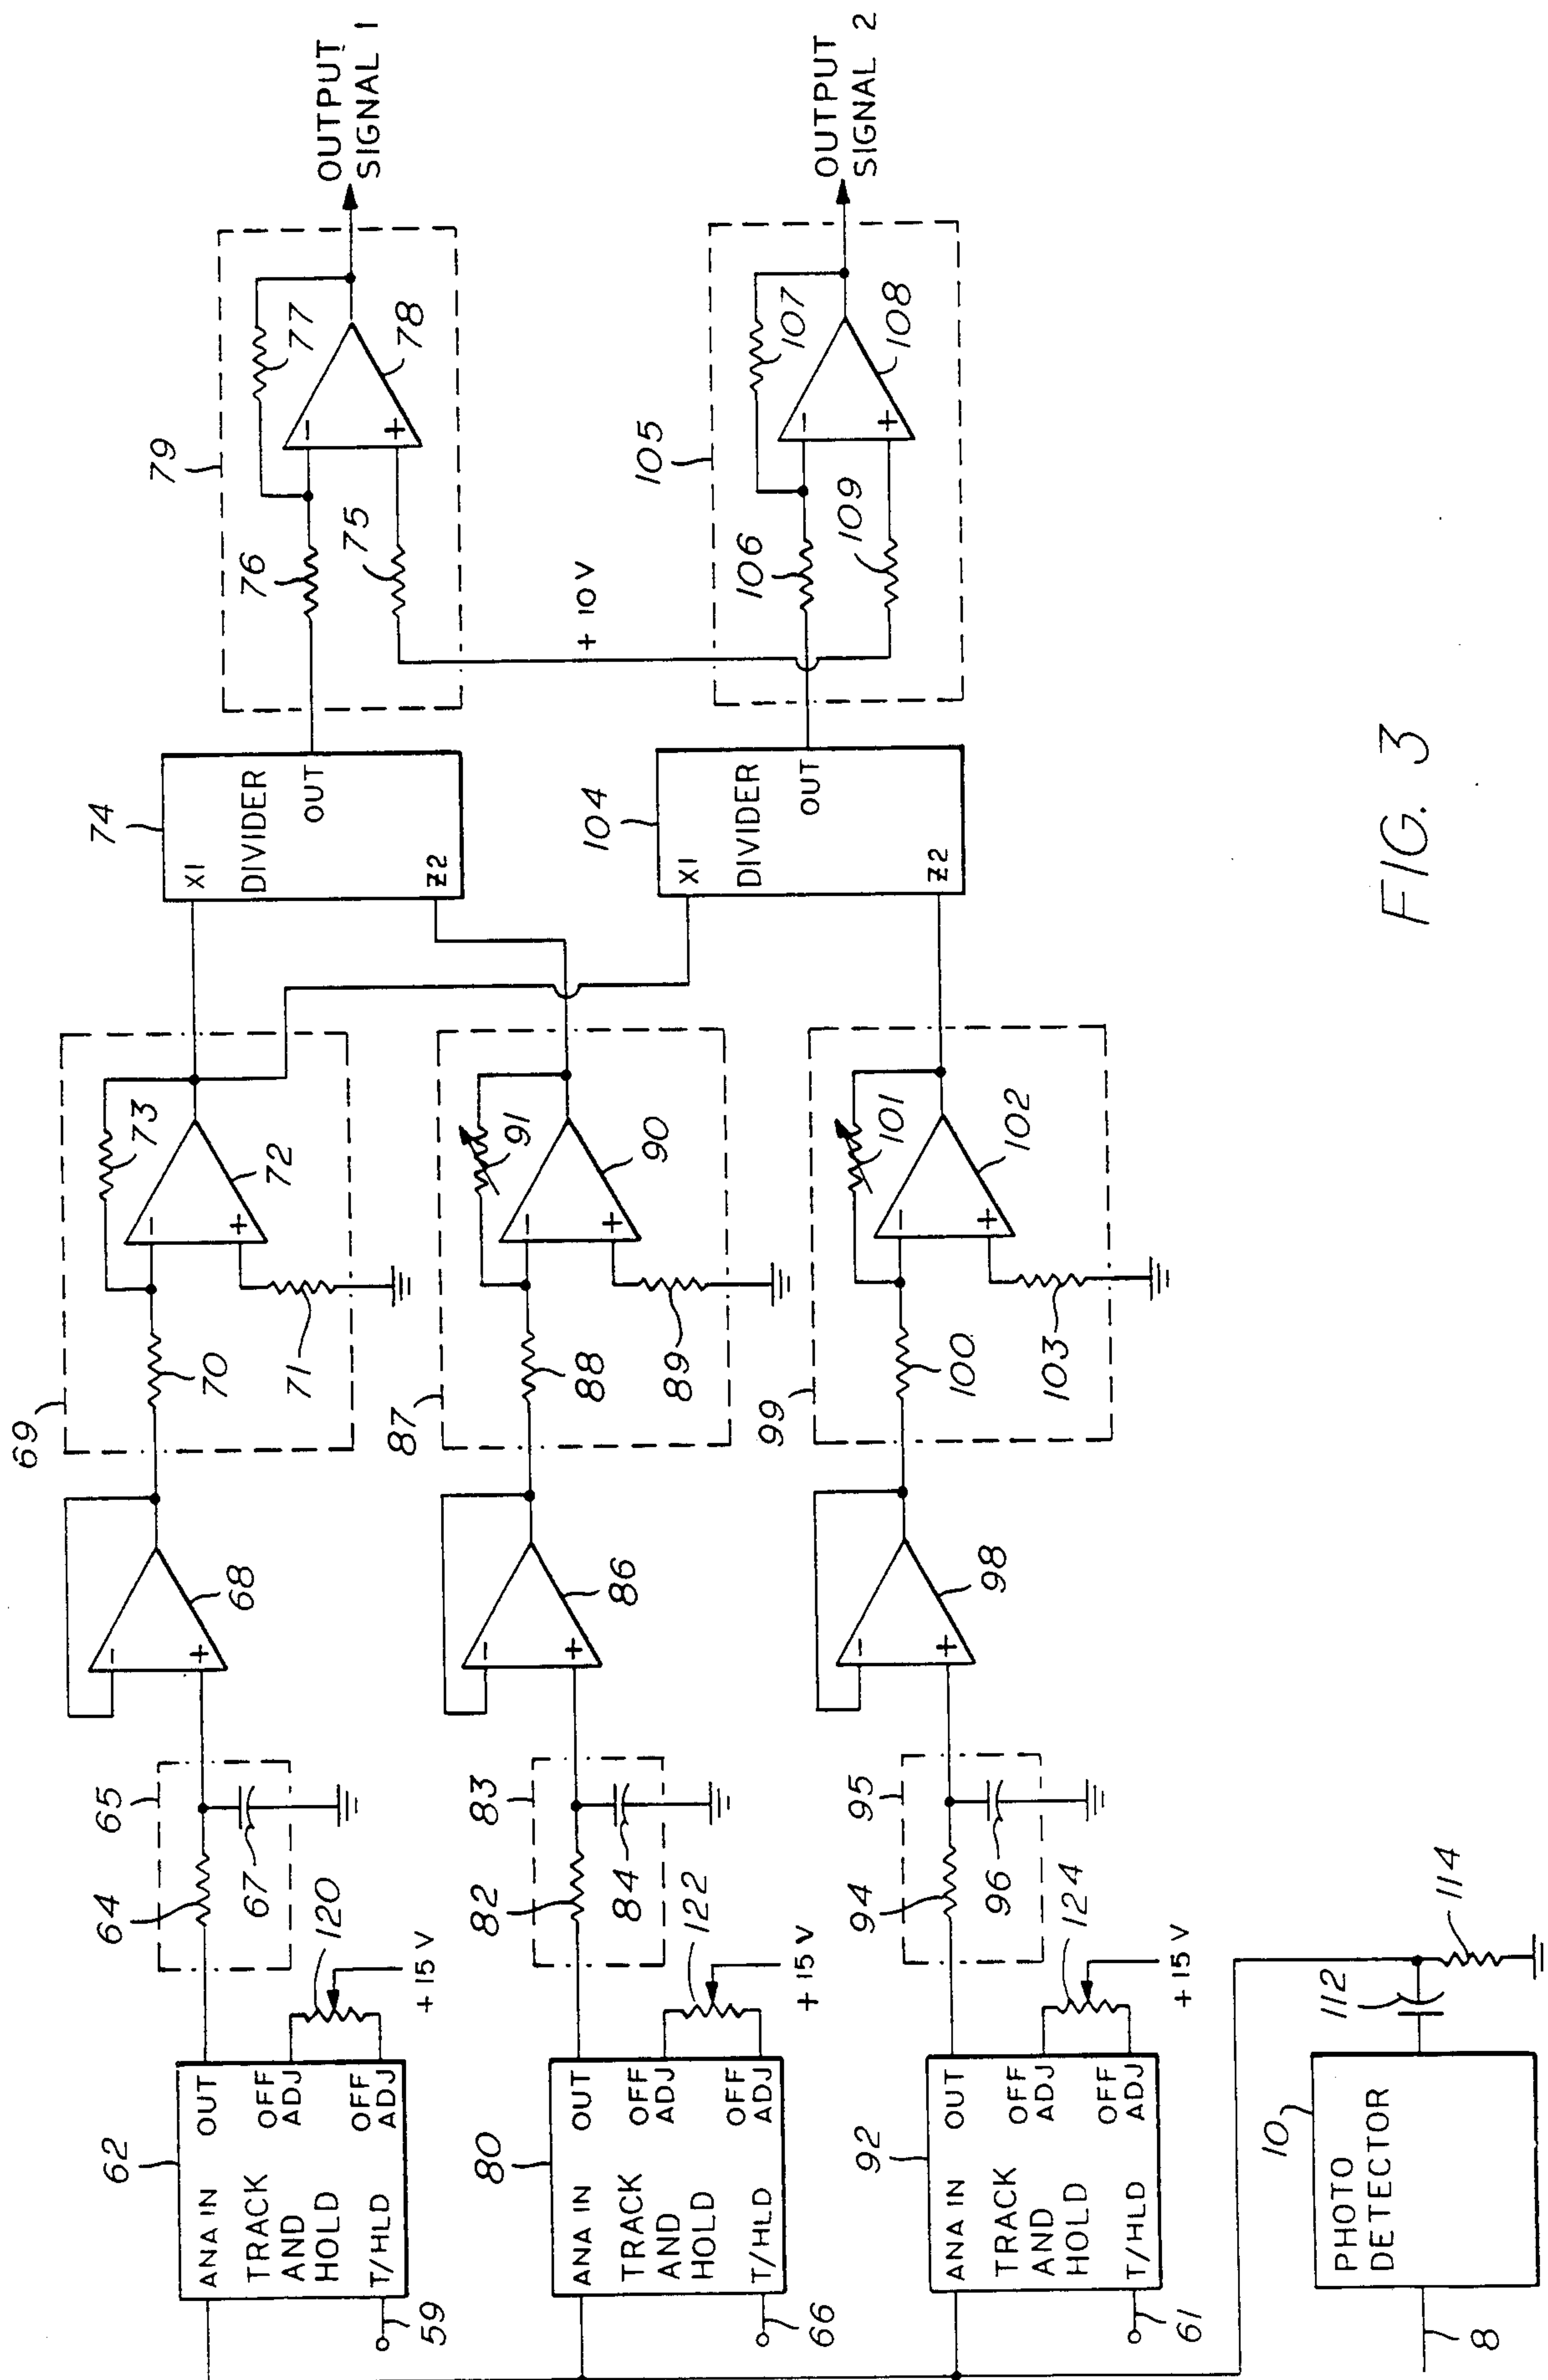 62
ANA IN OUT
TRACK
AND
HOLD
OFF
ADJ
T/HLD
OFF
ADJ
59
120
+15V
64
65
67
68
69
70
71
72
73
74
X1
DIVIDER
OUT
Z2
79
76
75
77
78
OUTPUT
SIGNAL 1
80
ANA IN OUT
TRACK
AND
HOLD
OFF
ADJ
T/HLD
OFF
ADJ
66
122
+15V
82
83
84
86
87
88
89
90
91
+ 10V
104
X1
DIVIDER
OUT
Z2
105
106
109
107
108
OUTPUT
SIGNAL 2
92
ANA IN OUT
TRACK
AND
HOLD
OFF
ADJ
T/HLD
OFF
ADJ
61
124
+15V
94
95
96
98
99
100
103
101
102
10
PHOTO
DETECTOR
8
112
114
FIG. 3
- + - + - + - + - + - + - + - +